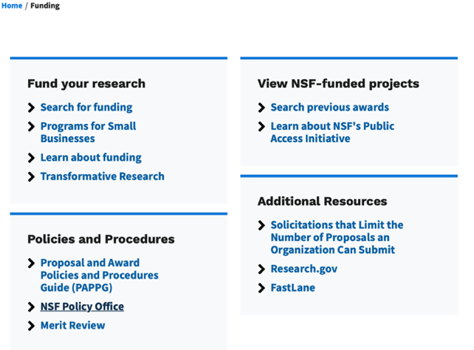 Home / Funding
Fund your research
Search for funding
Programs for Small
Businesses
Learn about funding
Transformative Research
Policies and Procedures
Proposal and Award
Policies and Procedures
Guide (PAPPG)
NSF Policy Office
Merit Review
View NSF-funded projects
Search previous awards
Learn about NSF's Public
Access Initiative
Additional Resources
Solicitations that Limit the
Number of Proposals an
Organization Can Submit
Research.gov
FastLane